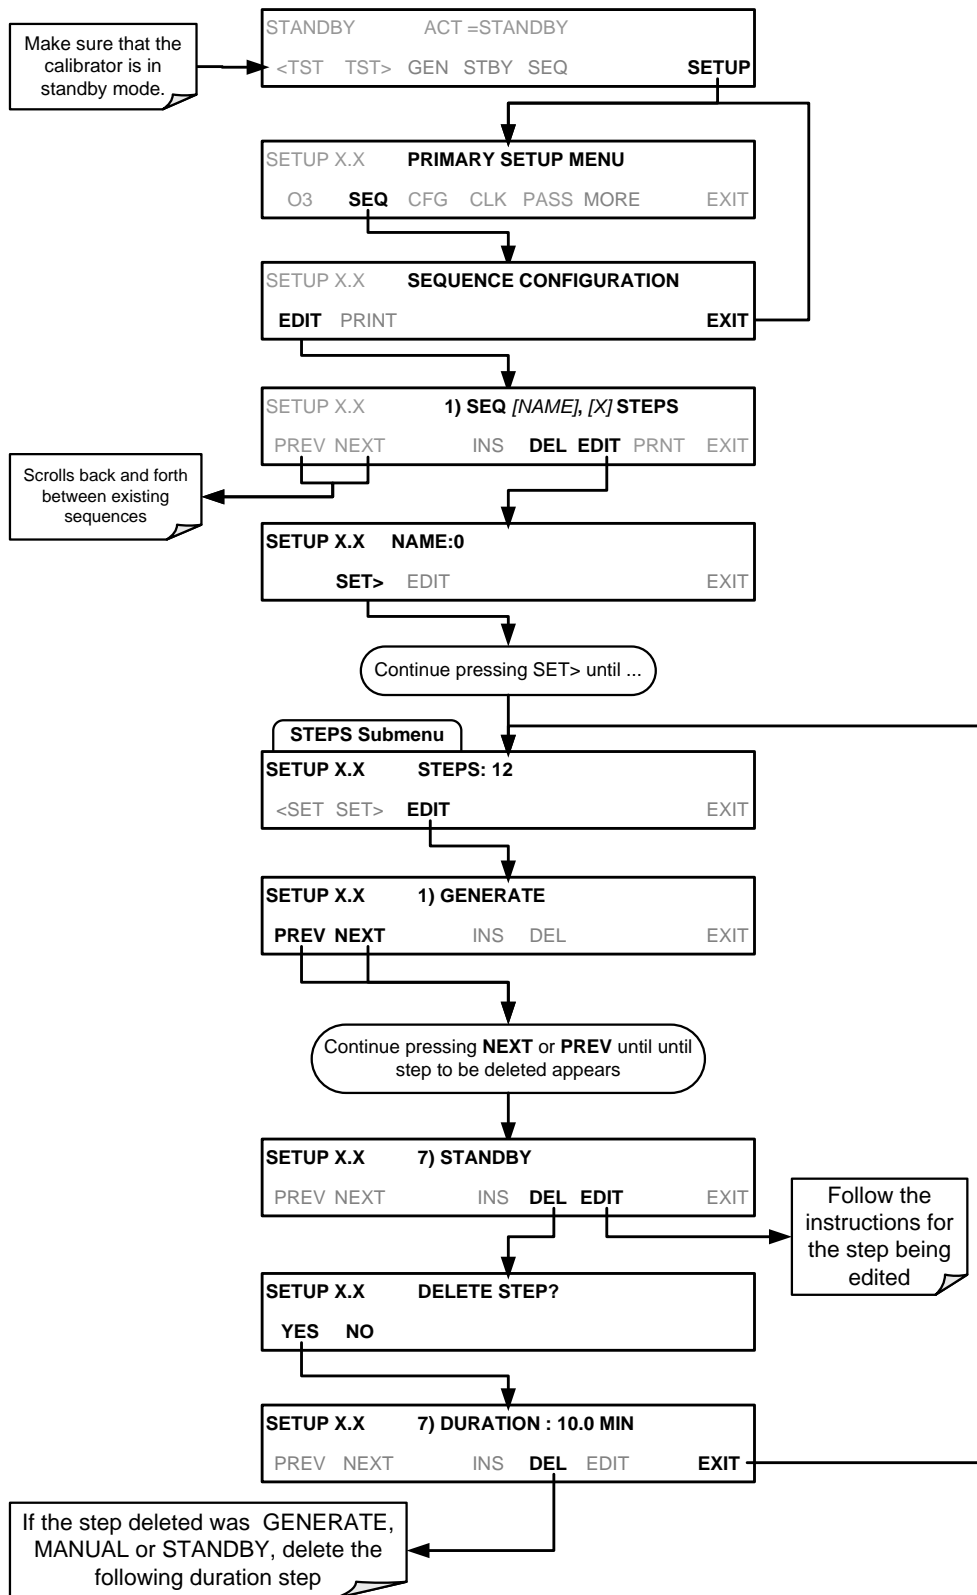 STANDBY ACT =STANDBY
Make sure that the
calibrator is in
standby mode.
<TST TST> GEN STBY SEQ SETUP
SETUP X.X PRIMARY SETUP MENU
O3 SEQ CFG CLK PASS MORE EXIT
SETUP X.X SEQUENCE CONFIGURATION
EDIT PRINT EXIT
SETUP X.X 1) SEQ [NAME], [X] STEPS
PREV NEXT INS DEL EDIT PRNT EXIT
Scrolls back and forth
between existing
sequences
SETUP X.X NAME:0
SET> EDIT EXIT
Continue pressing SET> until ...
STEPS Submenu
SETUP X.X STEPS: 12
<SET SET> EDIT EXIT
SETUP X.X 1) GENERATE
PREV NEXT INS DEL EXIT
Continue pressing NEXT or PREV until until
step to be deleted appears
SETUP X.X 7) STANDBY
PREV NEXT INS DEL EDIT EXIT
Follow the
instructions for
the step being
edited
SETUP X.X DELETE STEP?
YES NO
SETUP X.X 7) DURATION : 10.0 MIN
PREV NEXT INS DEL EDIT EXIT
If the step deleted was GENERATE,
MANUAL or STANDBY, delete the
following duration step